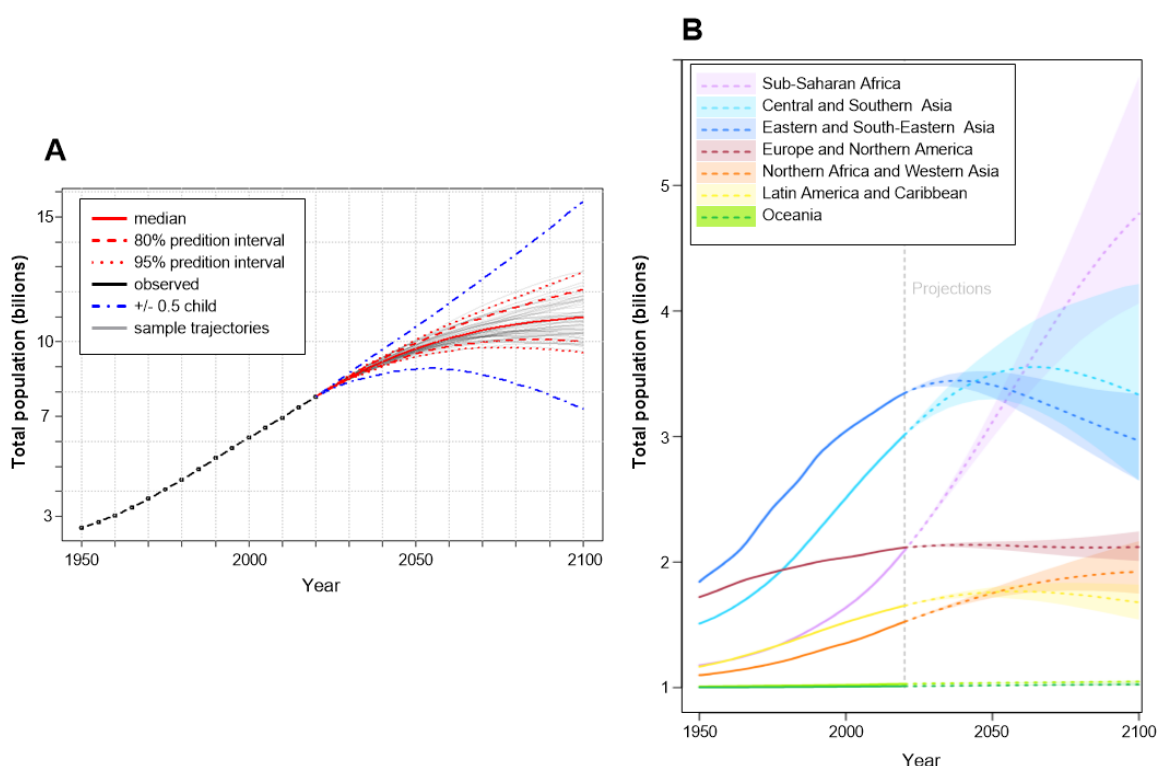 A
Total population (bilions)
15
10
7
3
median
80% predition interval
95% predition interval
observed
+/- 0.5 child
sample trajectories
1950
2000
2050
2100
Year
B
Total population (bilions)
5
4
3
2
1
Sub-Saharan Africa
Central and Southern Asia
Eastern and South-Eastern Asia
Europe and Northern America
Northern Africa and Western Asia
Latin America and Caribbean
Oceania
Projections
1950
2000
2050
2100
Year